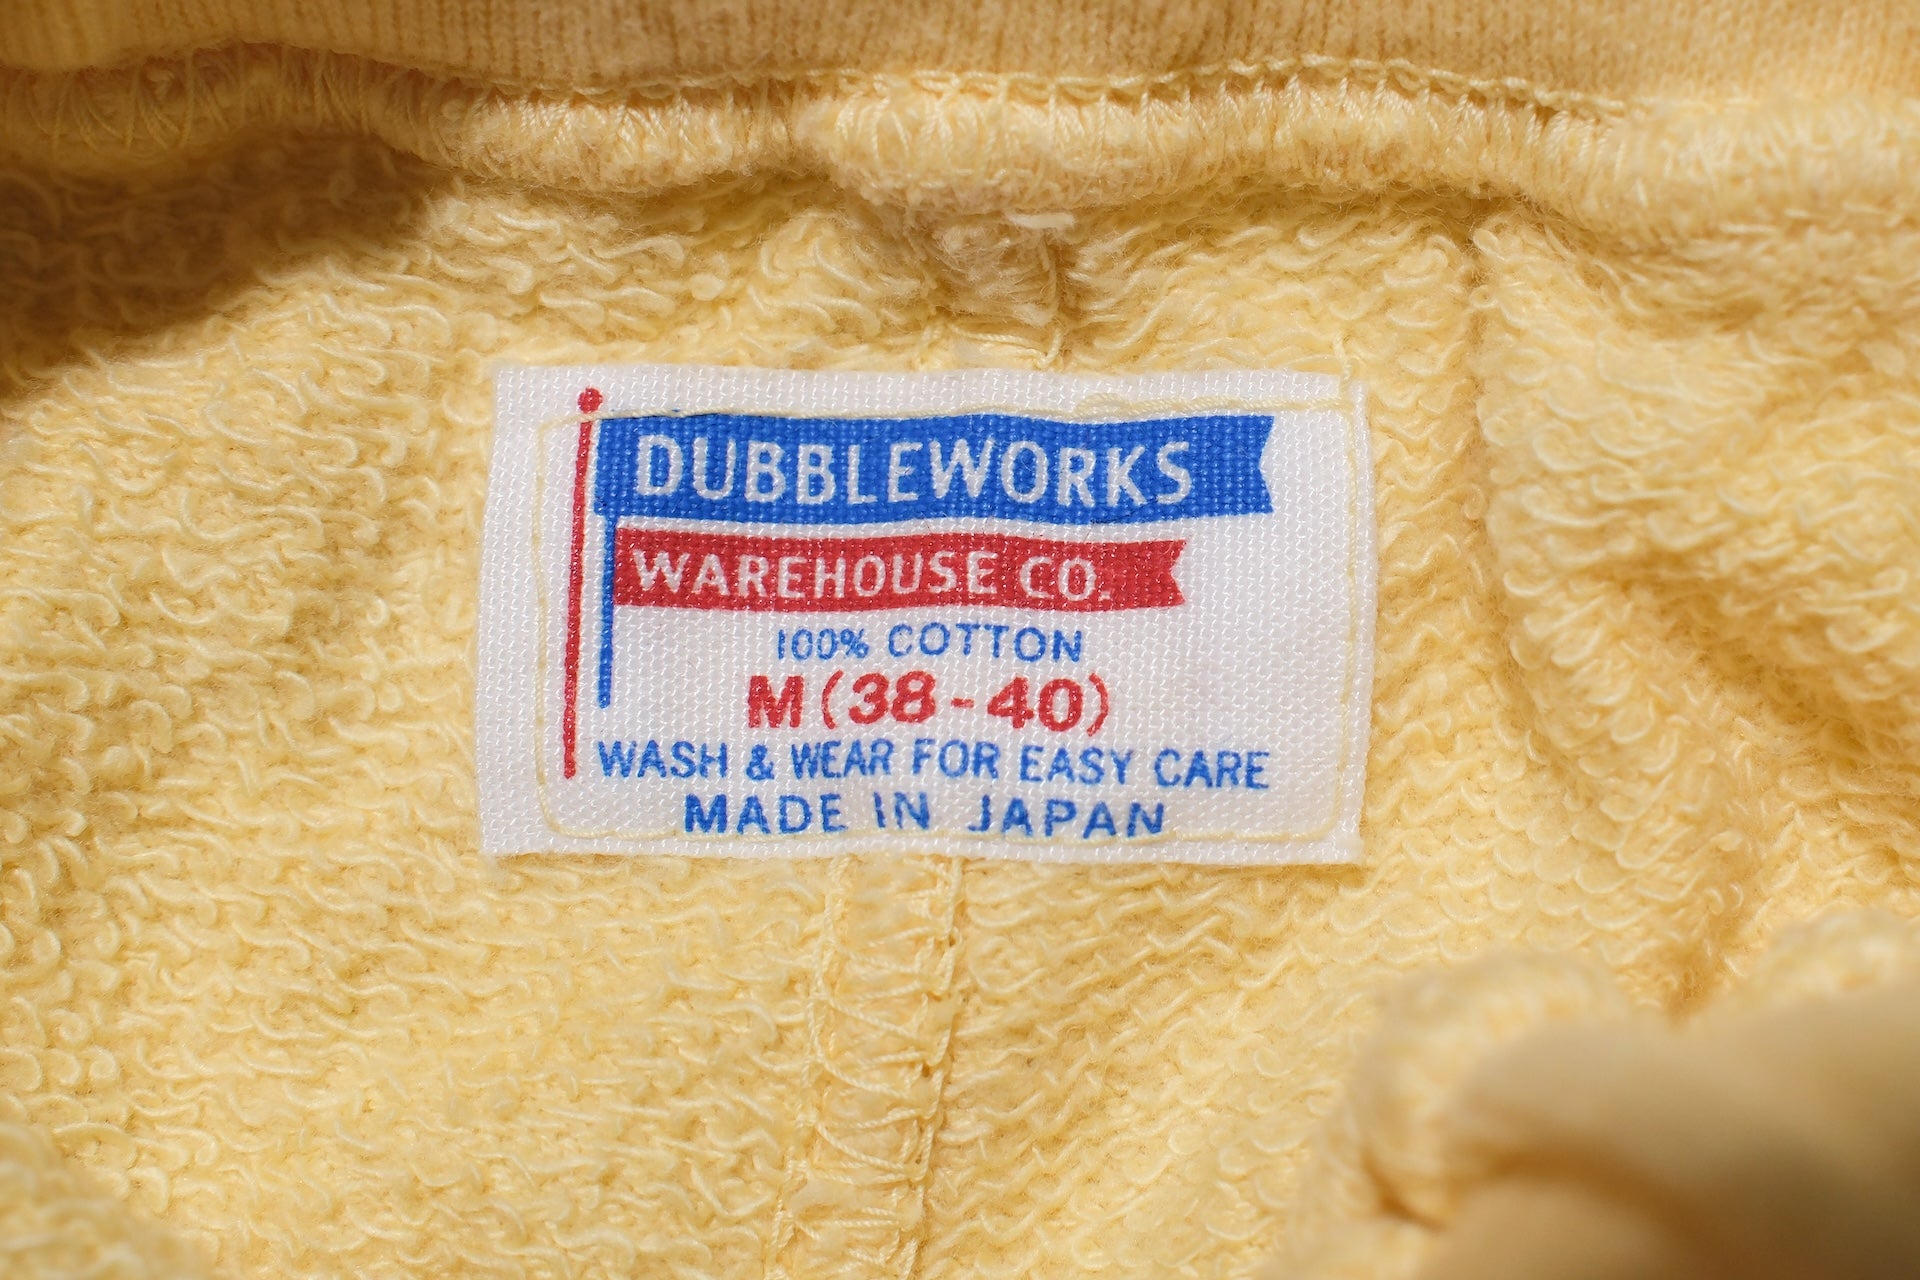 DUBBLEWORKS
WAREHOUSE CO.
100% COTTON
M (38-40)
WASH & WEAR FOR EASY CARE
MADE IN JAPAN